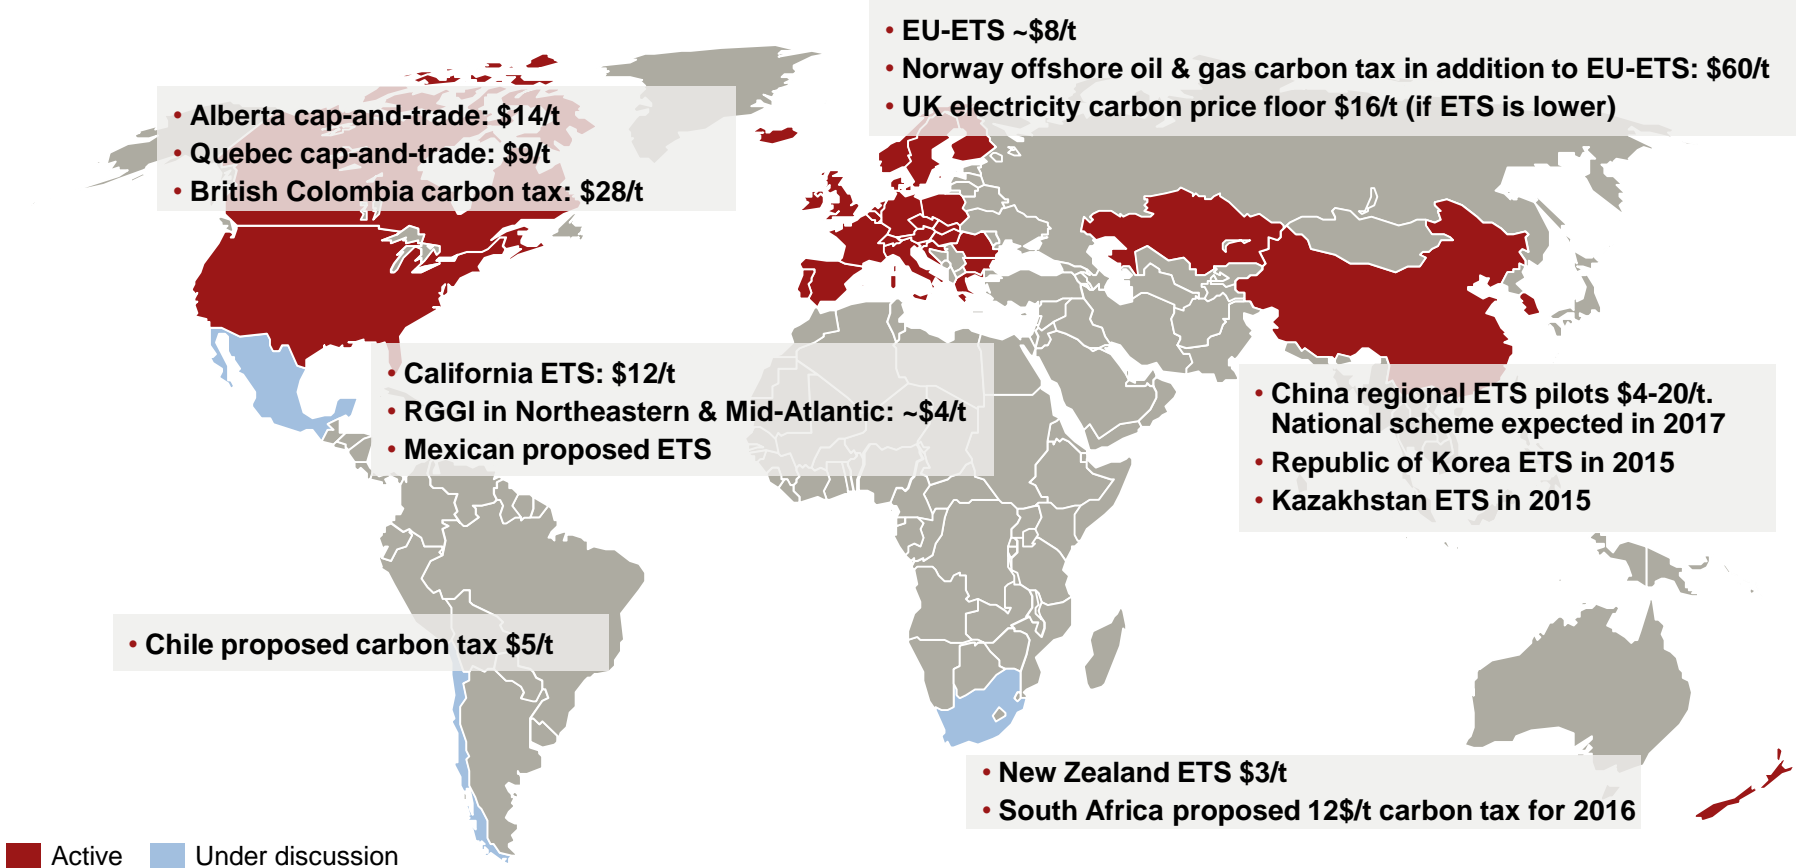 • EU-ETS ~$8/t
• Norway offshore oil & gas carbon tax in addition to EU-ETS: $60/t
• UK electricity carbon price floor $16/t (if ETS is lower)
• Alberta cap-and-trade: $14/t
• Quebec cap-and-trade: $9/t
• British Colombia carbon tax: $28/t
• California ETS: $12/t
• RGGI in Northeastern & Mid-Atlantic: ~$4/t
• Mexican proposed ETS
• China regional ETS pilots $4-20/t.
National scheme expected in 2017
• Republic of Korea ETS in 2015
• Kazakhstan ETS in 2015
• Chile proposed carbon tax $5/t
• New Zealand ETS $3/t
• South Africa proposed 12$/t carbon tax for 2016
Active
Under discussion